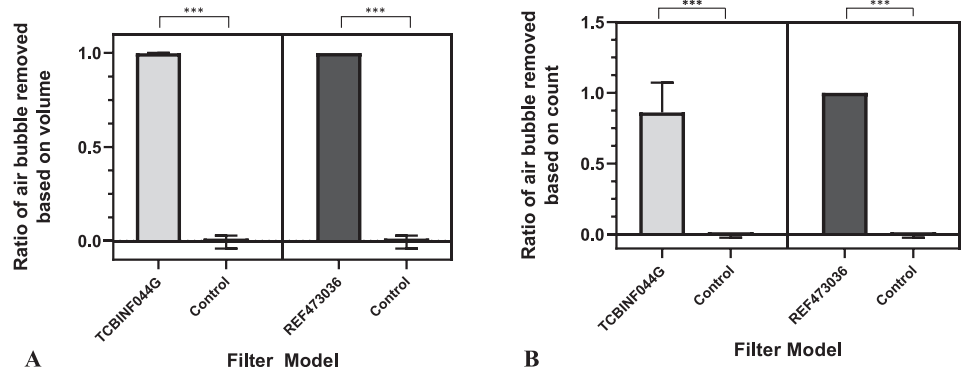 ***
***
Ratio of air bubble removed
based on volume
1.0
0.5
0.0
TCBINF044G
Control
REF473036
Control
A
Filter Model
***
***
Ratio of air bubble removed
based on count
1.5
1.0
0.5
0.0
TCBINF044G
Control
REF473036
Control
B
Filter Model